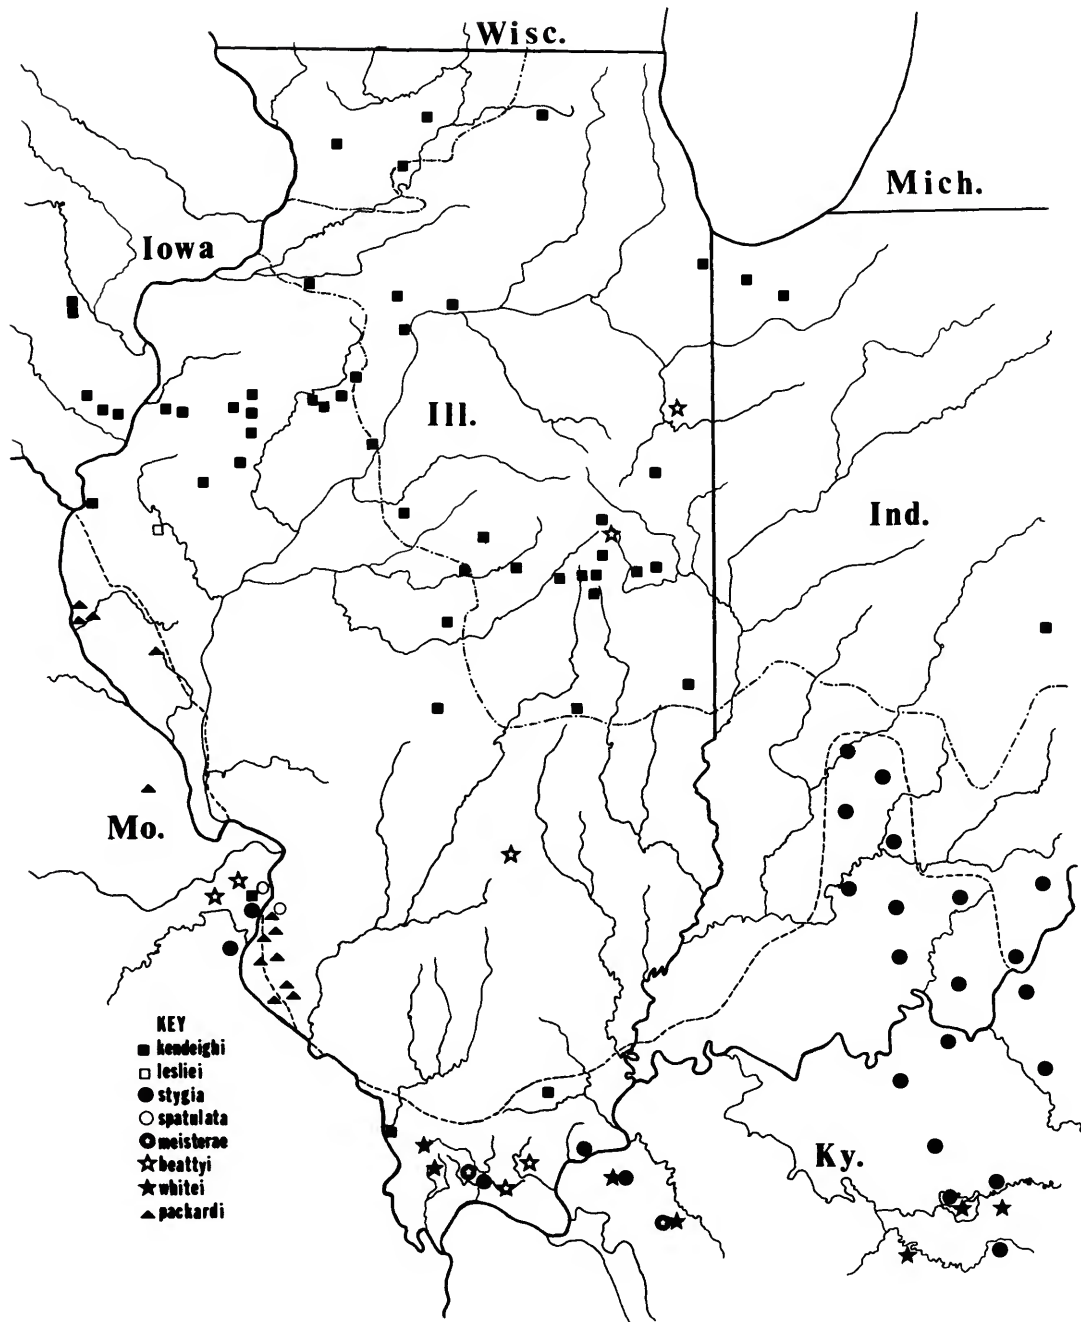 Wisc.
Mich.
Iowa
Ill.
Ind.
Mo.
KEY
kendeighi
lesliei
stygia
spatulata
meisterae
beattyi
whitei
packardi
Ky.